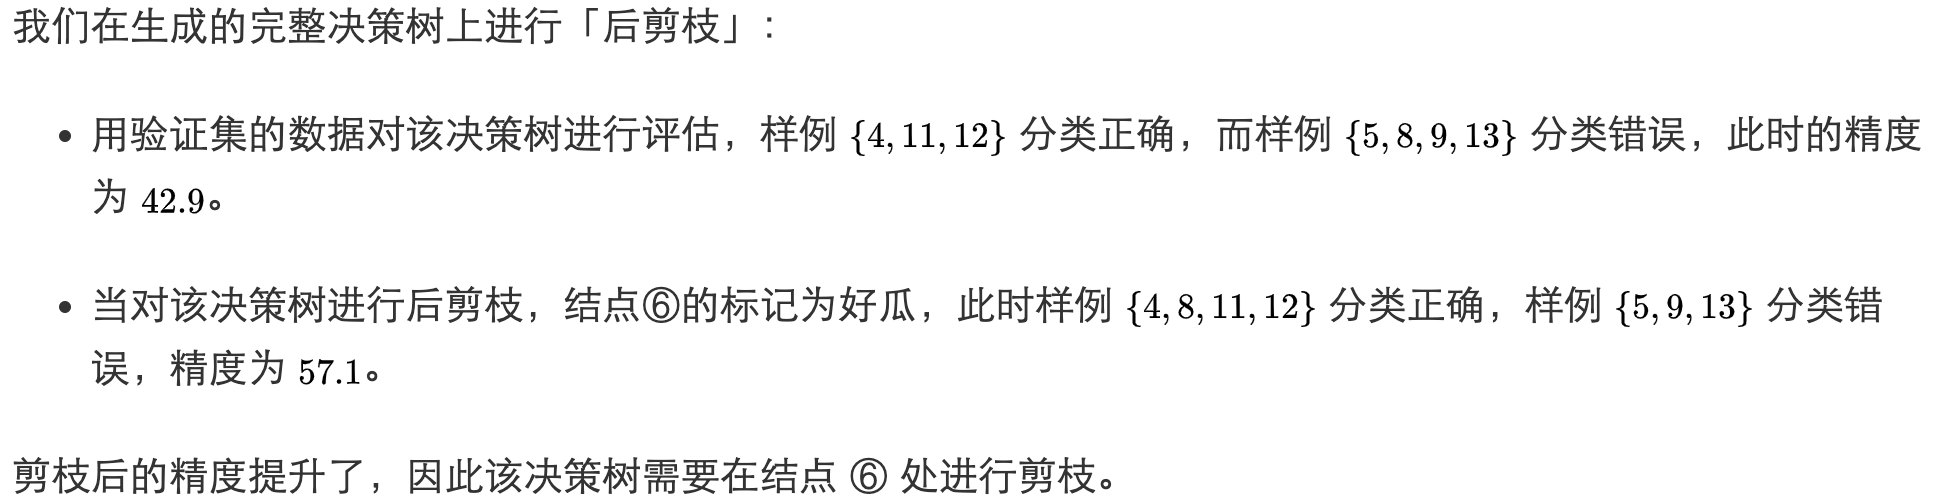 我们在生成的完整决策树上进行「后剪枝」：
• 用验证集的数据对该决策树进行评估，样例 {4, 11, 12} 分类正确，而样例 {5, 8, 9, 13} 分类错误，此时的精度
为 42.9。
• 当对该决策树进行后剪枝，结点⑥的标记为好瓜，此时样例 {4, 8, 11, 12} 分类正确，样例 {5, 9, 13} 分类错
误，精度为 57.1。
剪枝后的精度提升了，因此该决策树需要在结点 ⑥ 处进行剪枝。